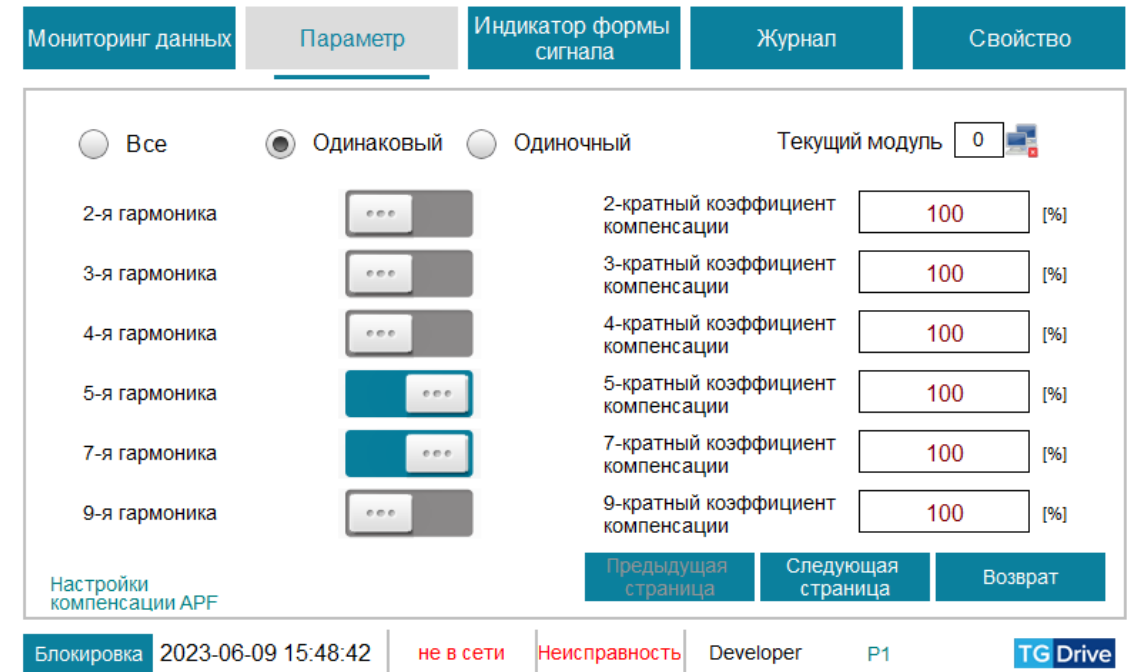 Мониторинг данных
Параметр
Индикатор формы
сигнала
Журнал
Свойство
Все
Одинаковый
Одиночный
Текущий модуль 0
2-я гармоника
2-кратный коэффициент
компенсации
100 [%]
3-я гармоника
3-кратный коэффициент
компенсации
100 [%]
4-я гармоника
4-кратный коэффициент
компенсации
100 [%]
5-я гармоника
5-кратный коэффициент
компенсации
100 [%]
7-я гармоника
7-кратный коэффициент
компенсации
100 [%]
9-я гармоника
9-кратный коэффициент
компенсации
100 [%]
Настройки
компенсации APF
Предыдущая
страница
Следующая
страница
Возврат
Блокировка
2023-06-09 15:48:42
не в сети
Неисправность
Developer
P1
TG Drive